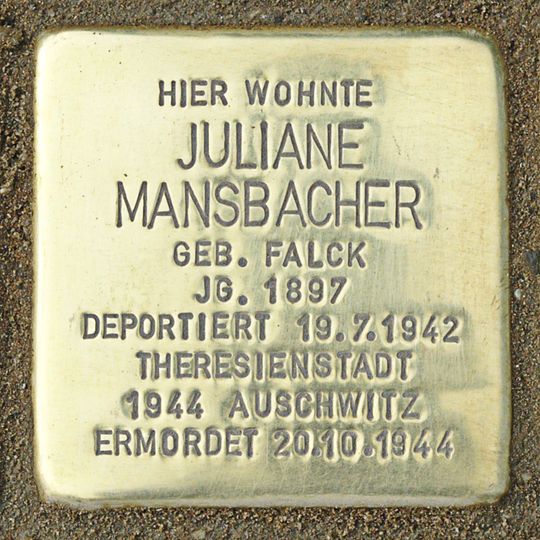 HIER WOHNTE
JULIANE
MANSBACHER
GEB. FALCK
JG. 1897
DEPORTIERT 19.7.1942
THERESIENSTADT
1944 AUSCHWITZ
ERMORDET 20.10.1944